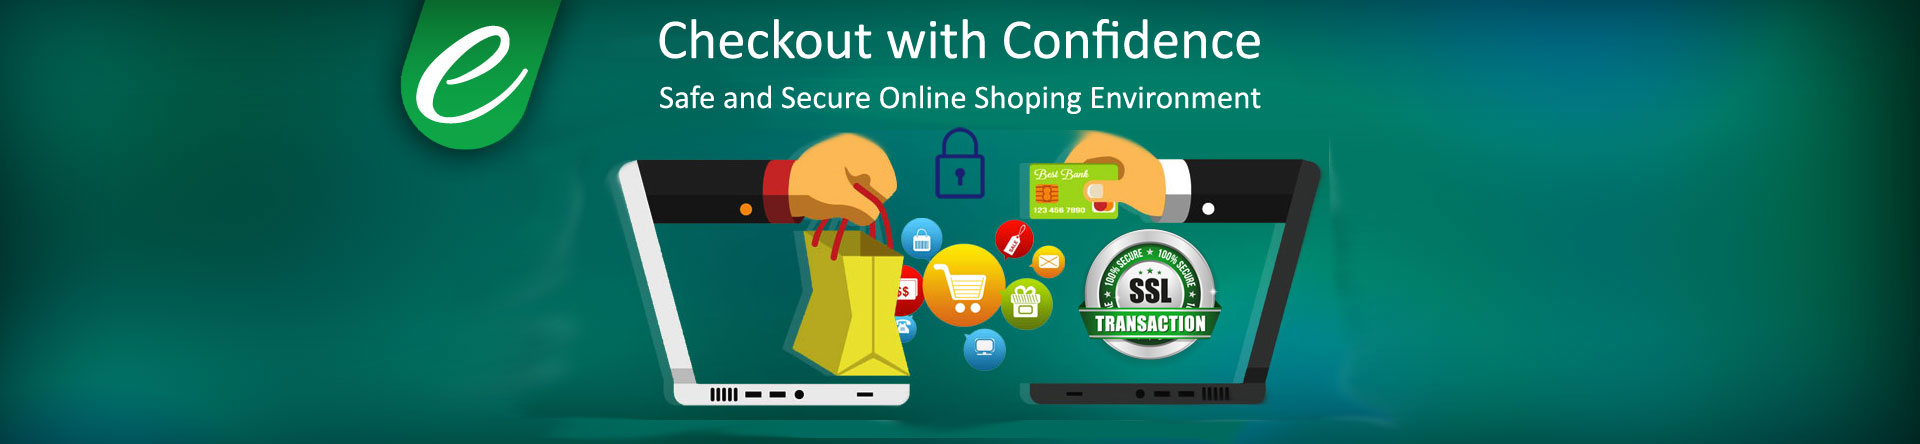 e
Checkout with Confidence
Safe and Secure Online Shoping Environment
Best Bank
123 456 7890
SALE
$$
100% SECURE ★ 100% SECURE
SSL
TRANSACTION